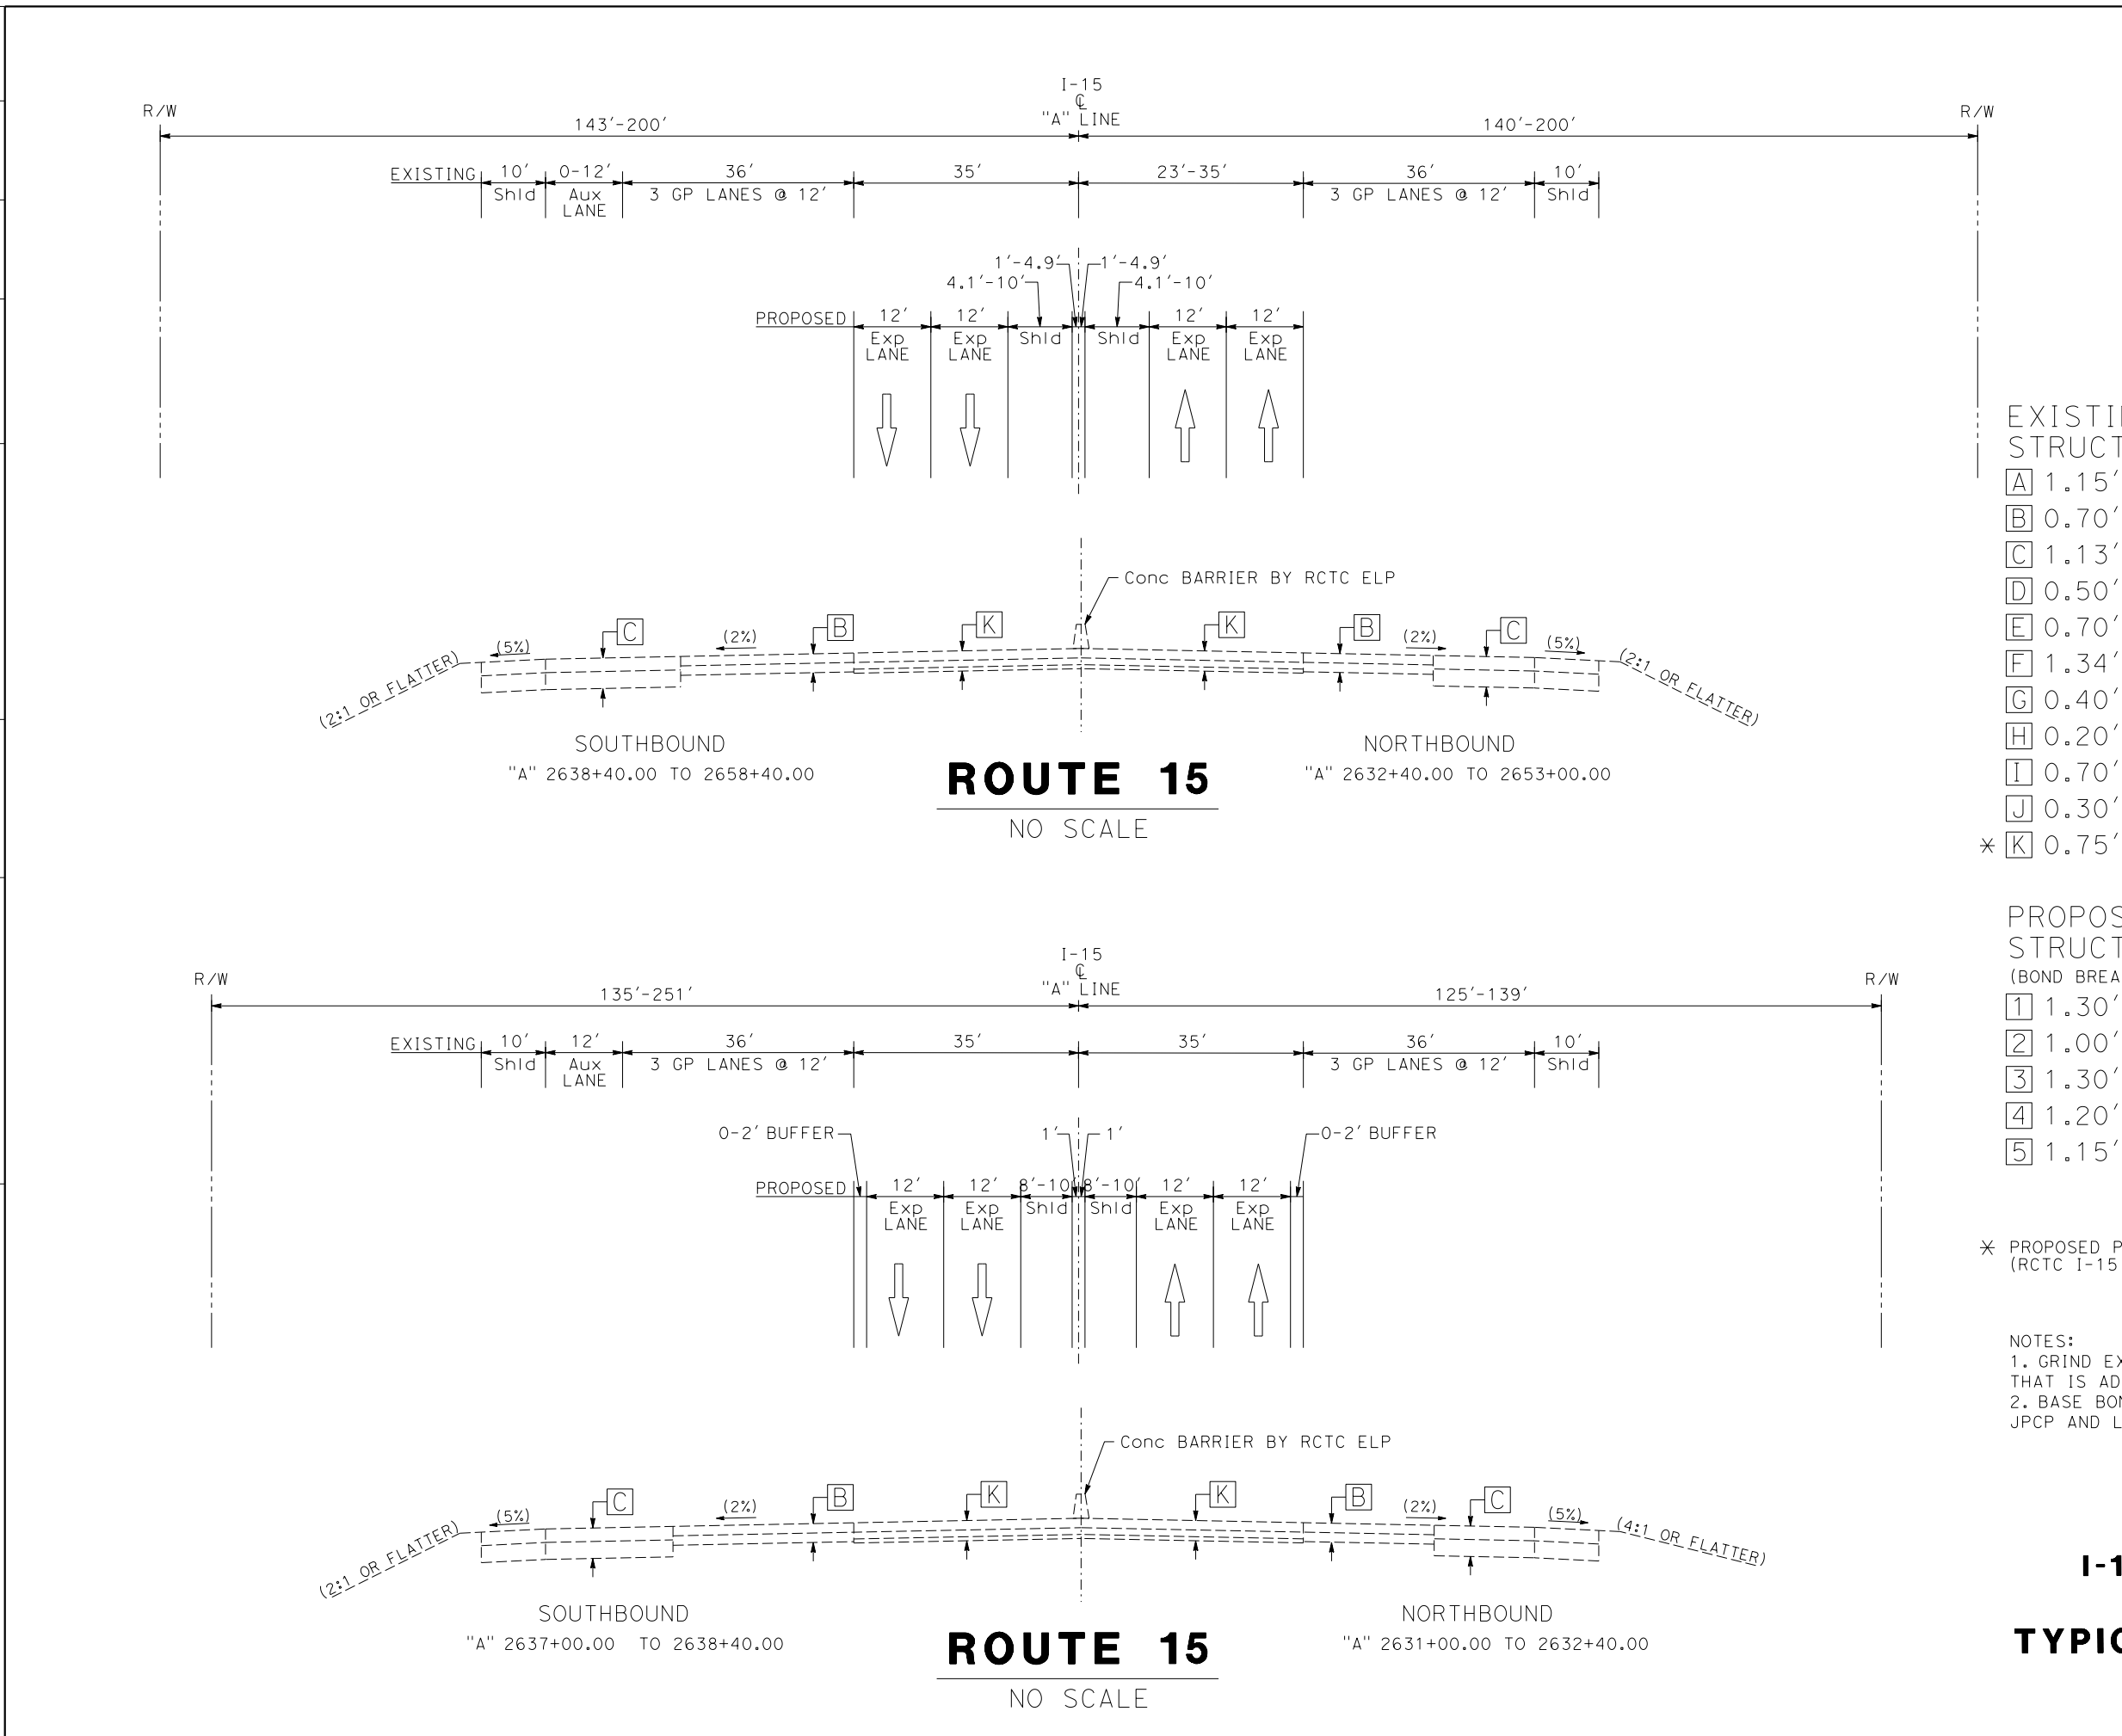 I-15
℄
"A" LINE
R/W
R/W
143'-200'
140'-200'
EXISTING 10' 0-12' 36' 35' 23'-35' 36' 10'
Shld Aux 3 GP LANES @ 12' 3 GP LANES @ 12' Shld
LANE
1'-4.9' 1'-4.9'
4.1'-10' 4.1'-10'
PROPOSED 12' 12' 12' 12'
Exp Exp Shld Shld Exp Exp
LANE LANE LANE LANE
Conc BARRIER BY RCTC ELP
(2:1 OR FLATTER) (5%) C (2%) B K K B (2%) C (5%) (2:1 OR FLATTER)
SOUTHBOUND
"A" 2638+40.00 TO 2658+40.00
NORTHBOUND
"A" 2632+40.00 TO 2653+00.00
ROUTE 15
NO SCALE
I-15
℄
"A" LINE
R/W
R/W
135'-251'
125'-139'
EXISTING 10' 12' 36' 35' 35' 36' 10'
Shld Aux 3 GP LANES @ 12' 3 GP LANES @ 12' Shld
LANE
0-2' BUFFER 1' 1' 0-2' BUFFER
PROPOSED 12' 12' 8'-10' 8'-10' 12' 12'
Exp Exp Shld Shld Exp Exp
LANE LANE LANE LANE
Conc BARRIER BY RCTC ELP
(2:1 OR FLATTER) (5%) C (2%) B K K B (2%) C (5%) (4:1 OR FLATTER)
SOUTHBOUND
"A" 2637+00.00 TO 2638+40.00
NORTHBOUND
"A" 2631+00.00 TO 2632+40.00
ROUTE 15
NO SCALE
EXISTI
STRUCT
A 1.15'
B 0.70'
C 1.13'
D 0.50'
E 0.70'
F 1.34'
G 0.40'
H 0.20'
I 0.70'
J 0.30'
* K 0.75'
PROPOS
STRUCT
(BOND BREA
1 1.30'
2 1.00'
3 1.30'
4 1.20'
5 1.15'
* PROPOSED P
(RCTC I-15
NOTES:
1. GRIND EX
THAT IS AD
2. BASE BON
JPCP AND L
I-1
TYPIC